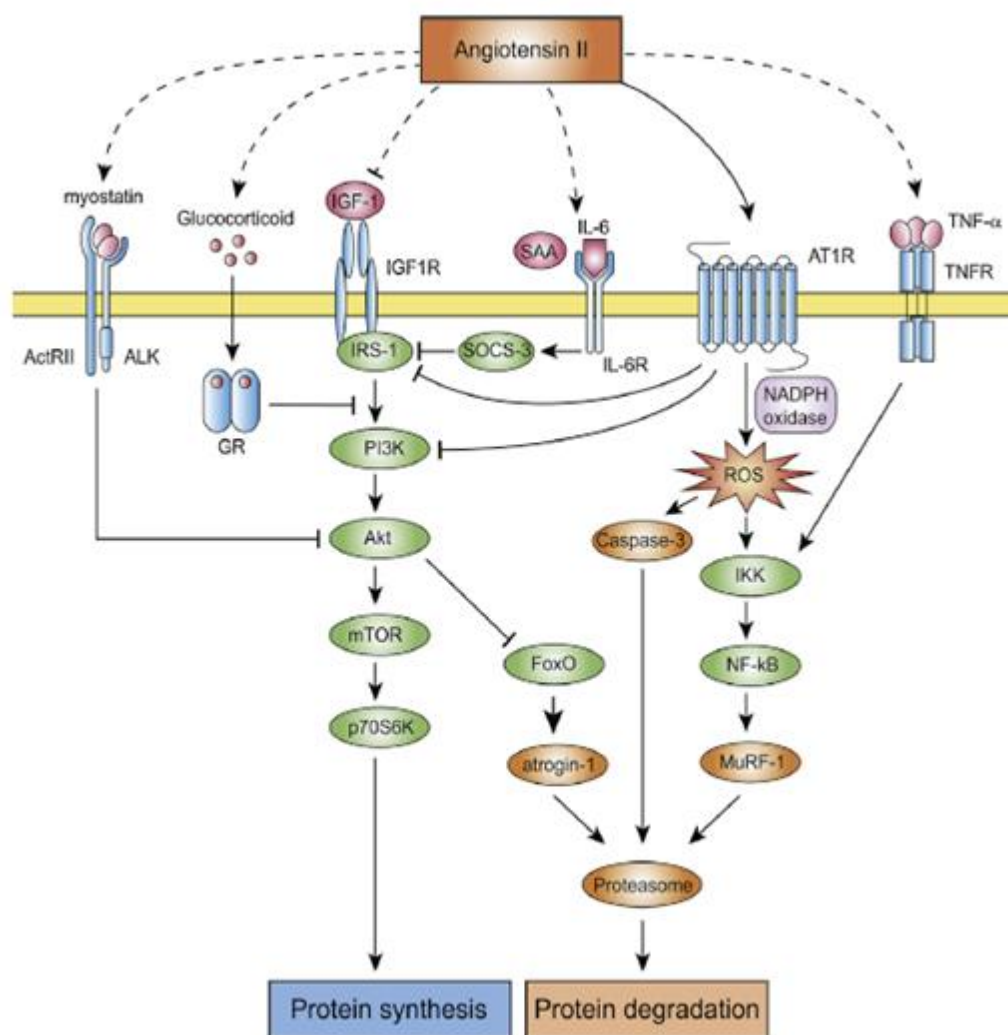 Angiotensin II
myostatin
Glucocorticoid
IGF-1
IL-6
SAA
TNF-α
IGF1R
AT1R
TNFR
ActRII
ALK
IRS-1
SOCS-3
IL-6R
NADPH
oxidase
GR
PI3K
ROS
Akt
Caspase-3
IKK
mTOR
FoxO
NF-kB
p70S6K
atrogin-1
MuRF-1
Proteasome
Protein synthesis
Protein degradation